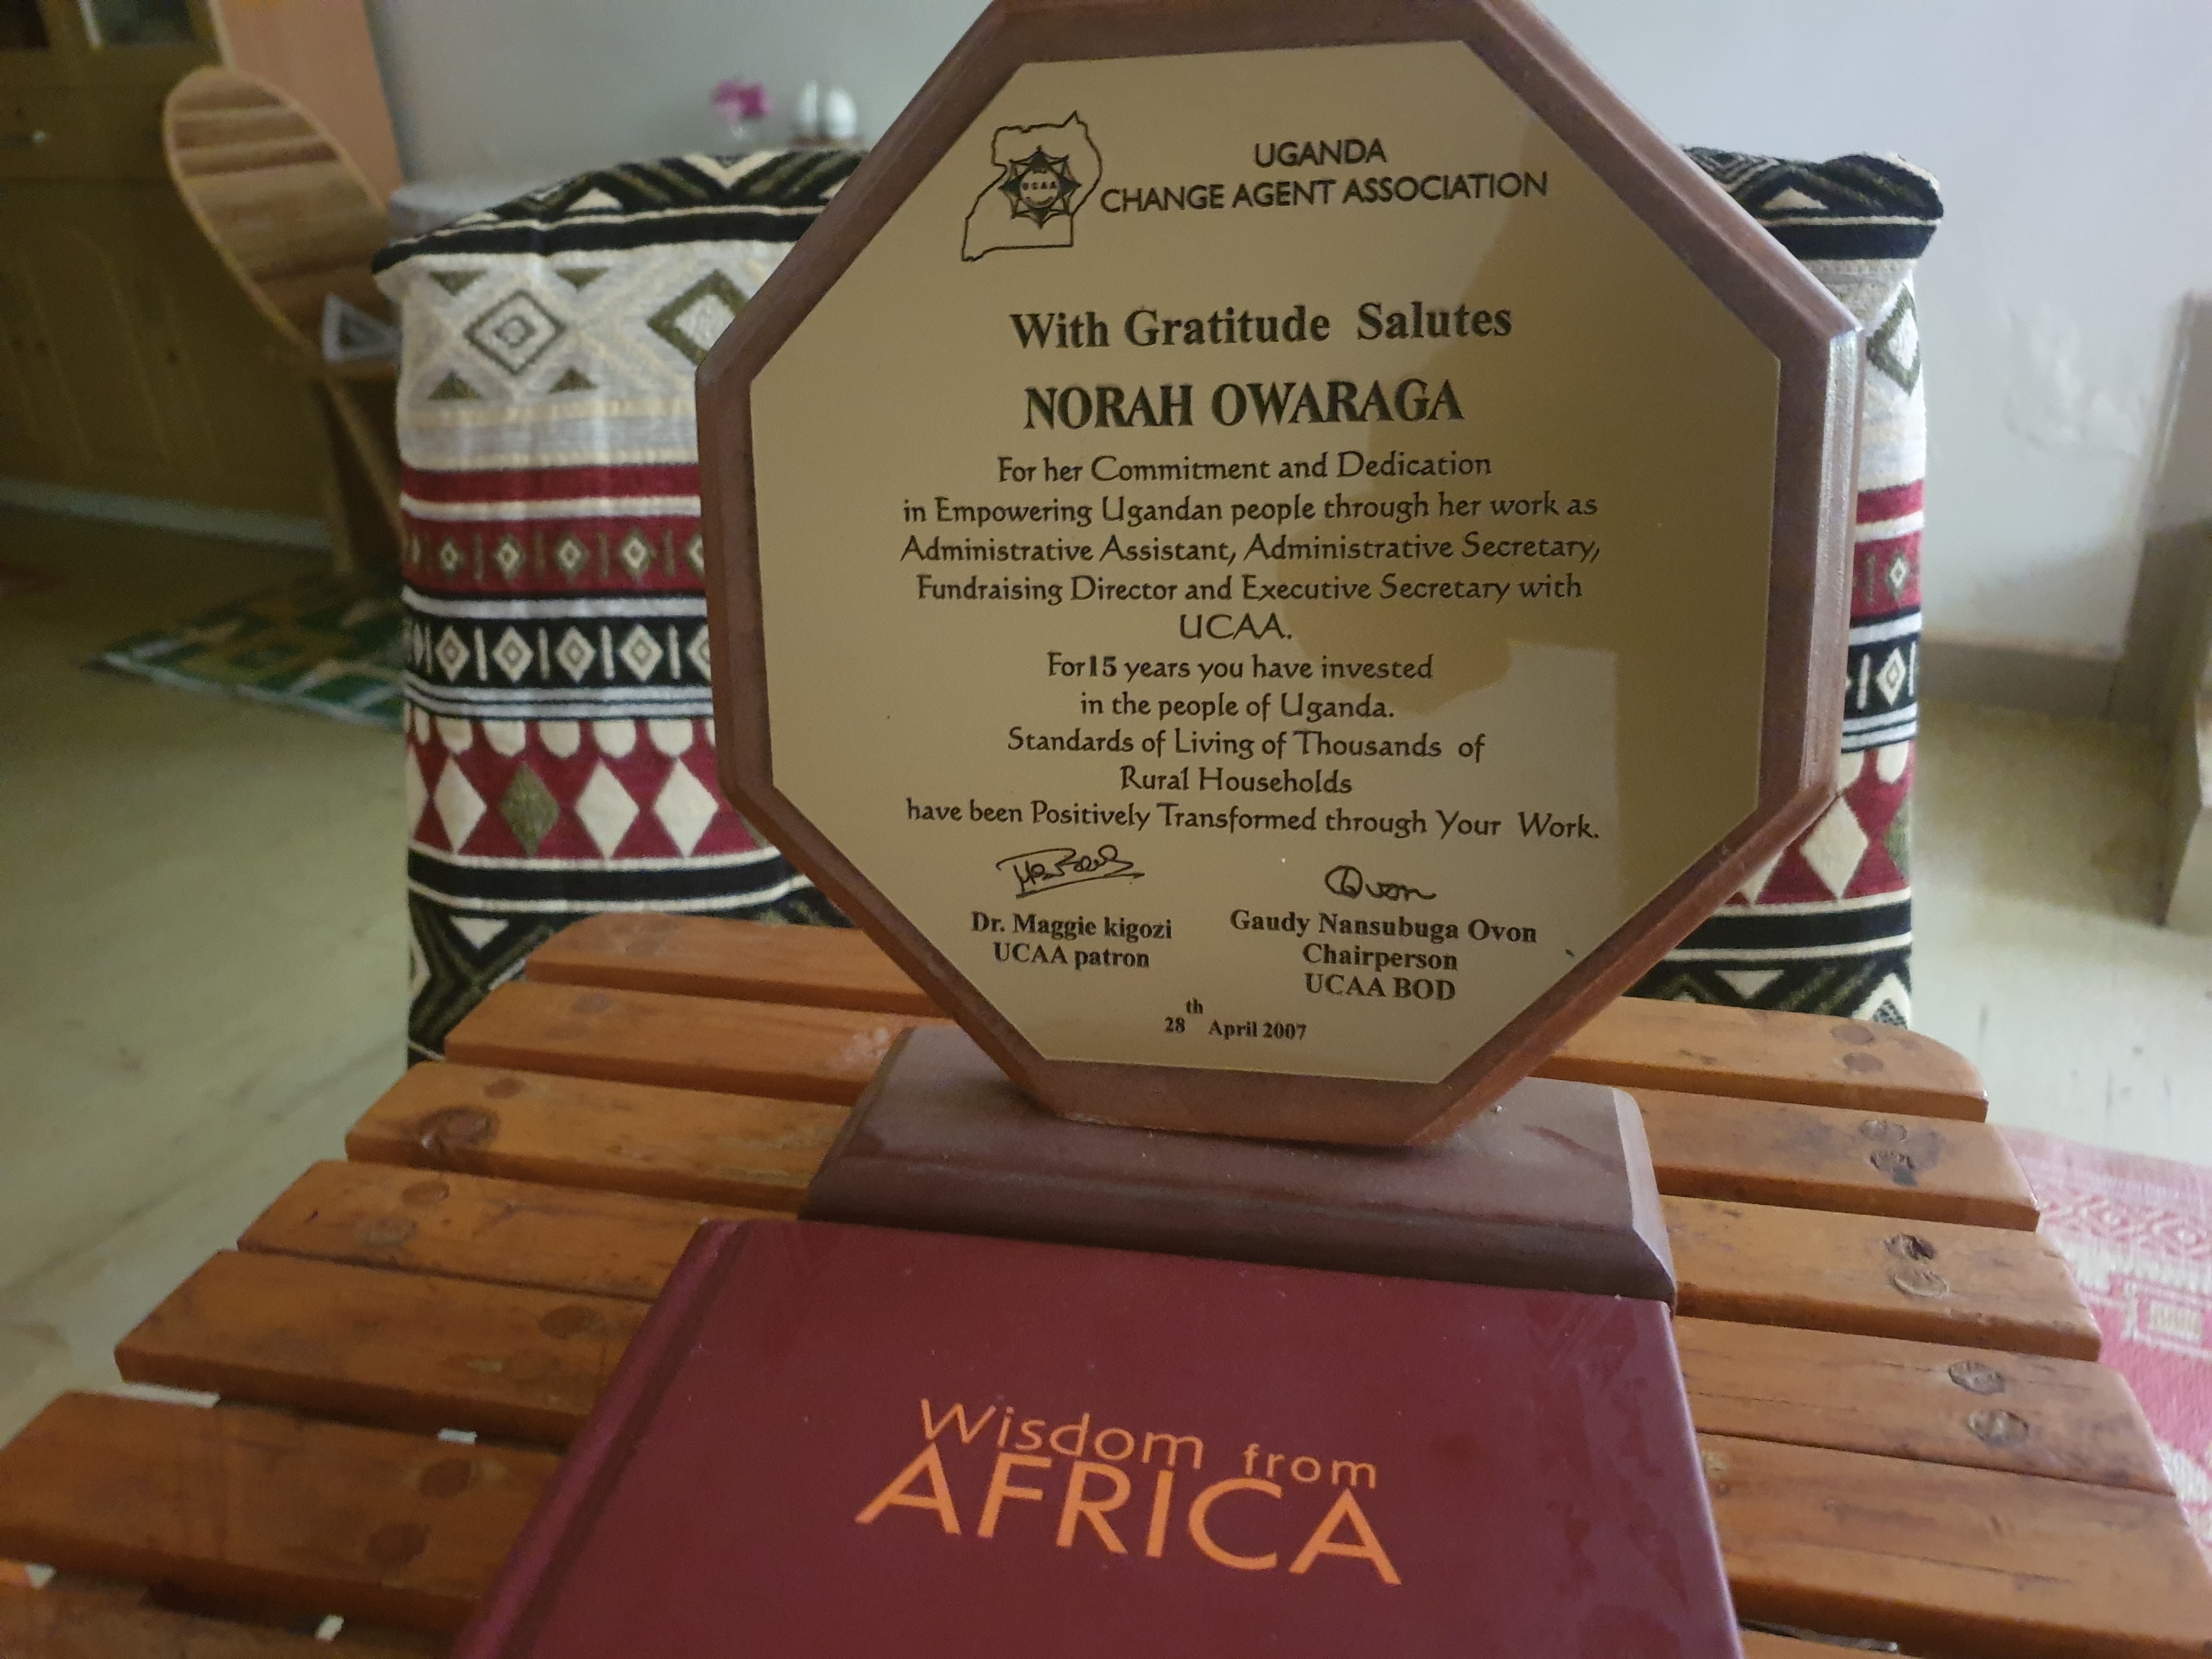 UCAA
UGANDA
CHANGE AGENT ASSOCIATION
With Gratitude Salutes
NORAH OWARAGA
For her Commitment and Dedication
in Empowering Ugandan people through her work as
Administrative Assistant, Administrative Secretary,
Fundraising Director and Executive Secretary with
UCAA.
For15 years you have invested
in the people of Uganda.
Standards of Living of Thousands of
Rural Households
have been Positively Transformed through Your Work.
Ovon
Dr. Maggie kigozi
UCAA patron
Gaudy Nansubuga Ovon
Chairperson
UCAA BOD
28th April 2007
Wisdom from
AFRICA